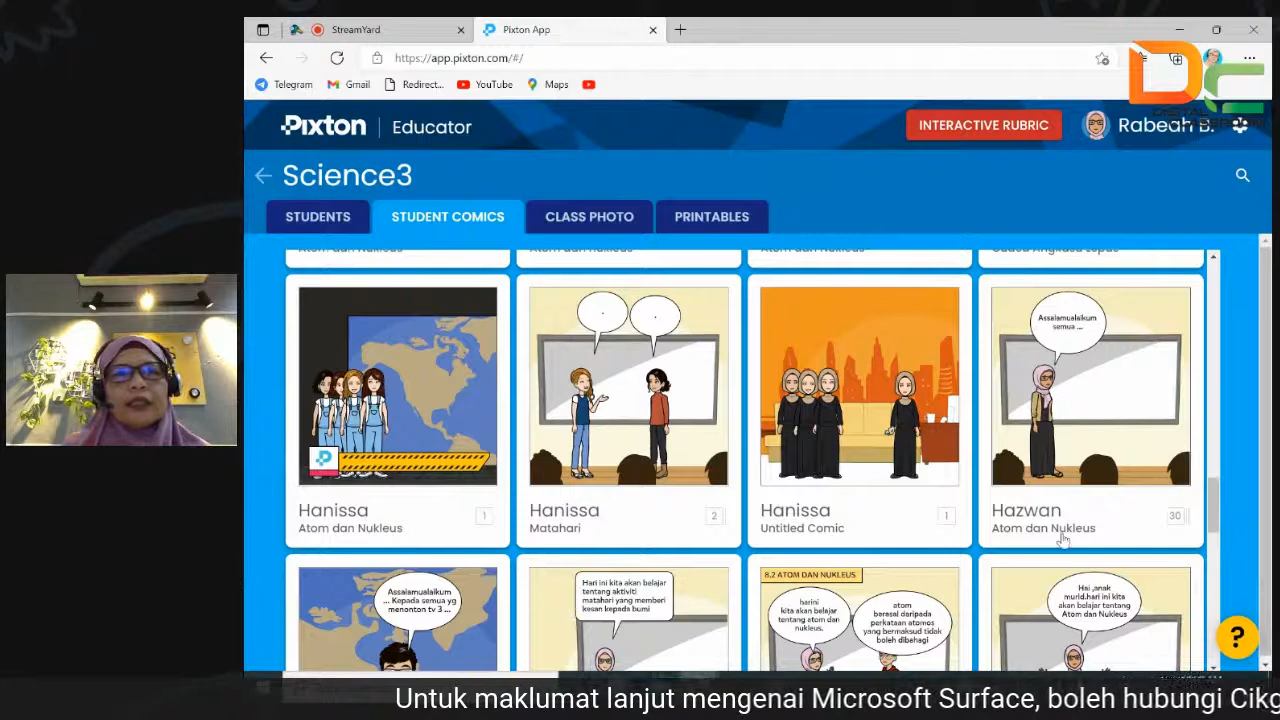 StreamYard
Pixton App
https://app.pixton.com/#/
Telegram
Gmail
Redirect...
YouTube
Maps
Pixton
Educator
INTERACTIVE RUBRIC
Rabeah B.
Science3
STUDENTS
STUDENT COMICS
CLASS PHOTO
PRINTABLES
Assalamualaikum
semua ...
Hanissa
Atom dan Nukleus
1
Hanissa
Matahari
2
Hanissa
Untitled Comic
1
Hazwan
Atom dan Nukleus
30
Assalamualaikum
... Kepada semua yg
menonton tv 3 ...
Hari ini kita akan belajar
tentang aktiviti
matahari yang memberi
kesan kepada bumi
8.2 ATOM DAN NUKLEUS
harini
kita akan belajar
tentang atom dan
nukleus.
atom
berasal daripada
perkataan atomos
yang bermaksud tidak
boleh dibahagi
Hai ,anak
murid.hari ini kita
akan belajar tentang
Atom dan Nukleus
?
Untuk maklumat lanjut mengenai Microsoft Surface, boleh hubungi Cikg